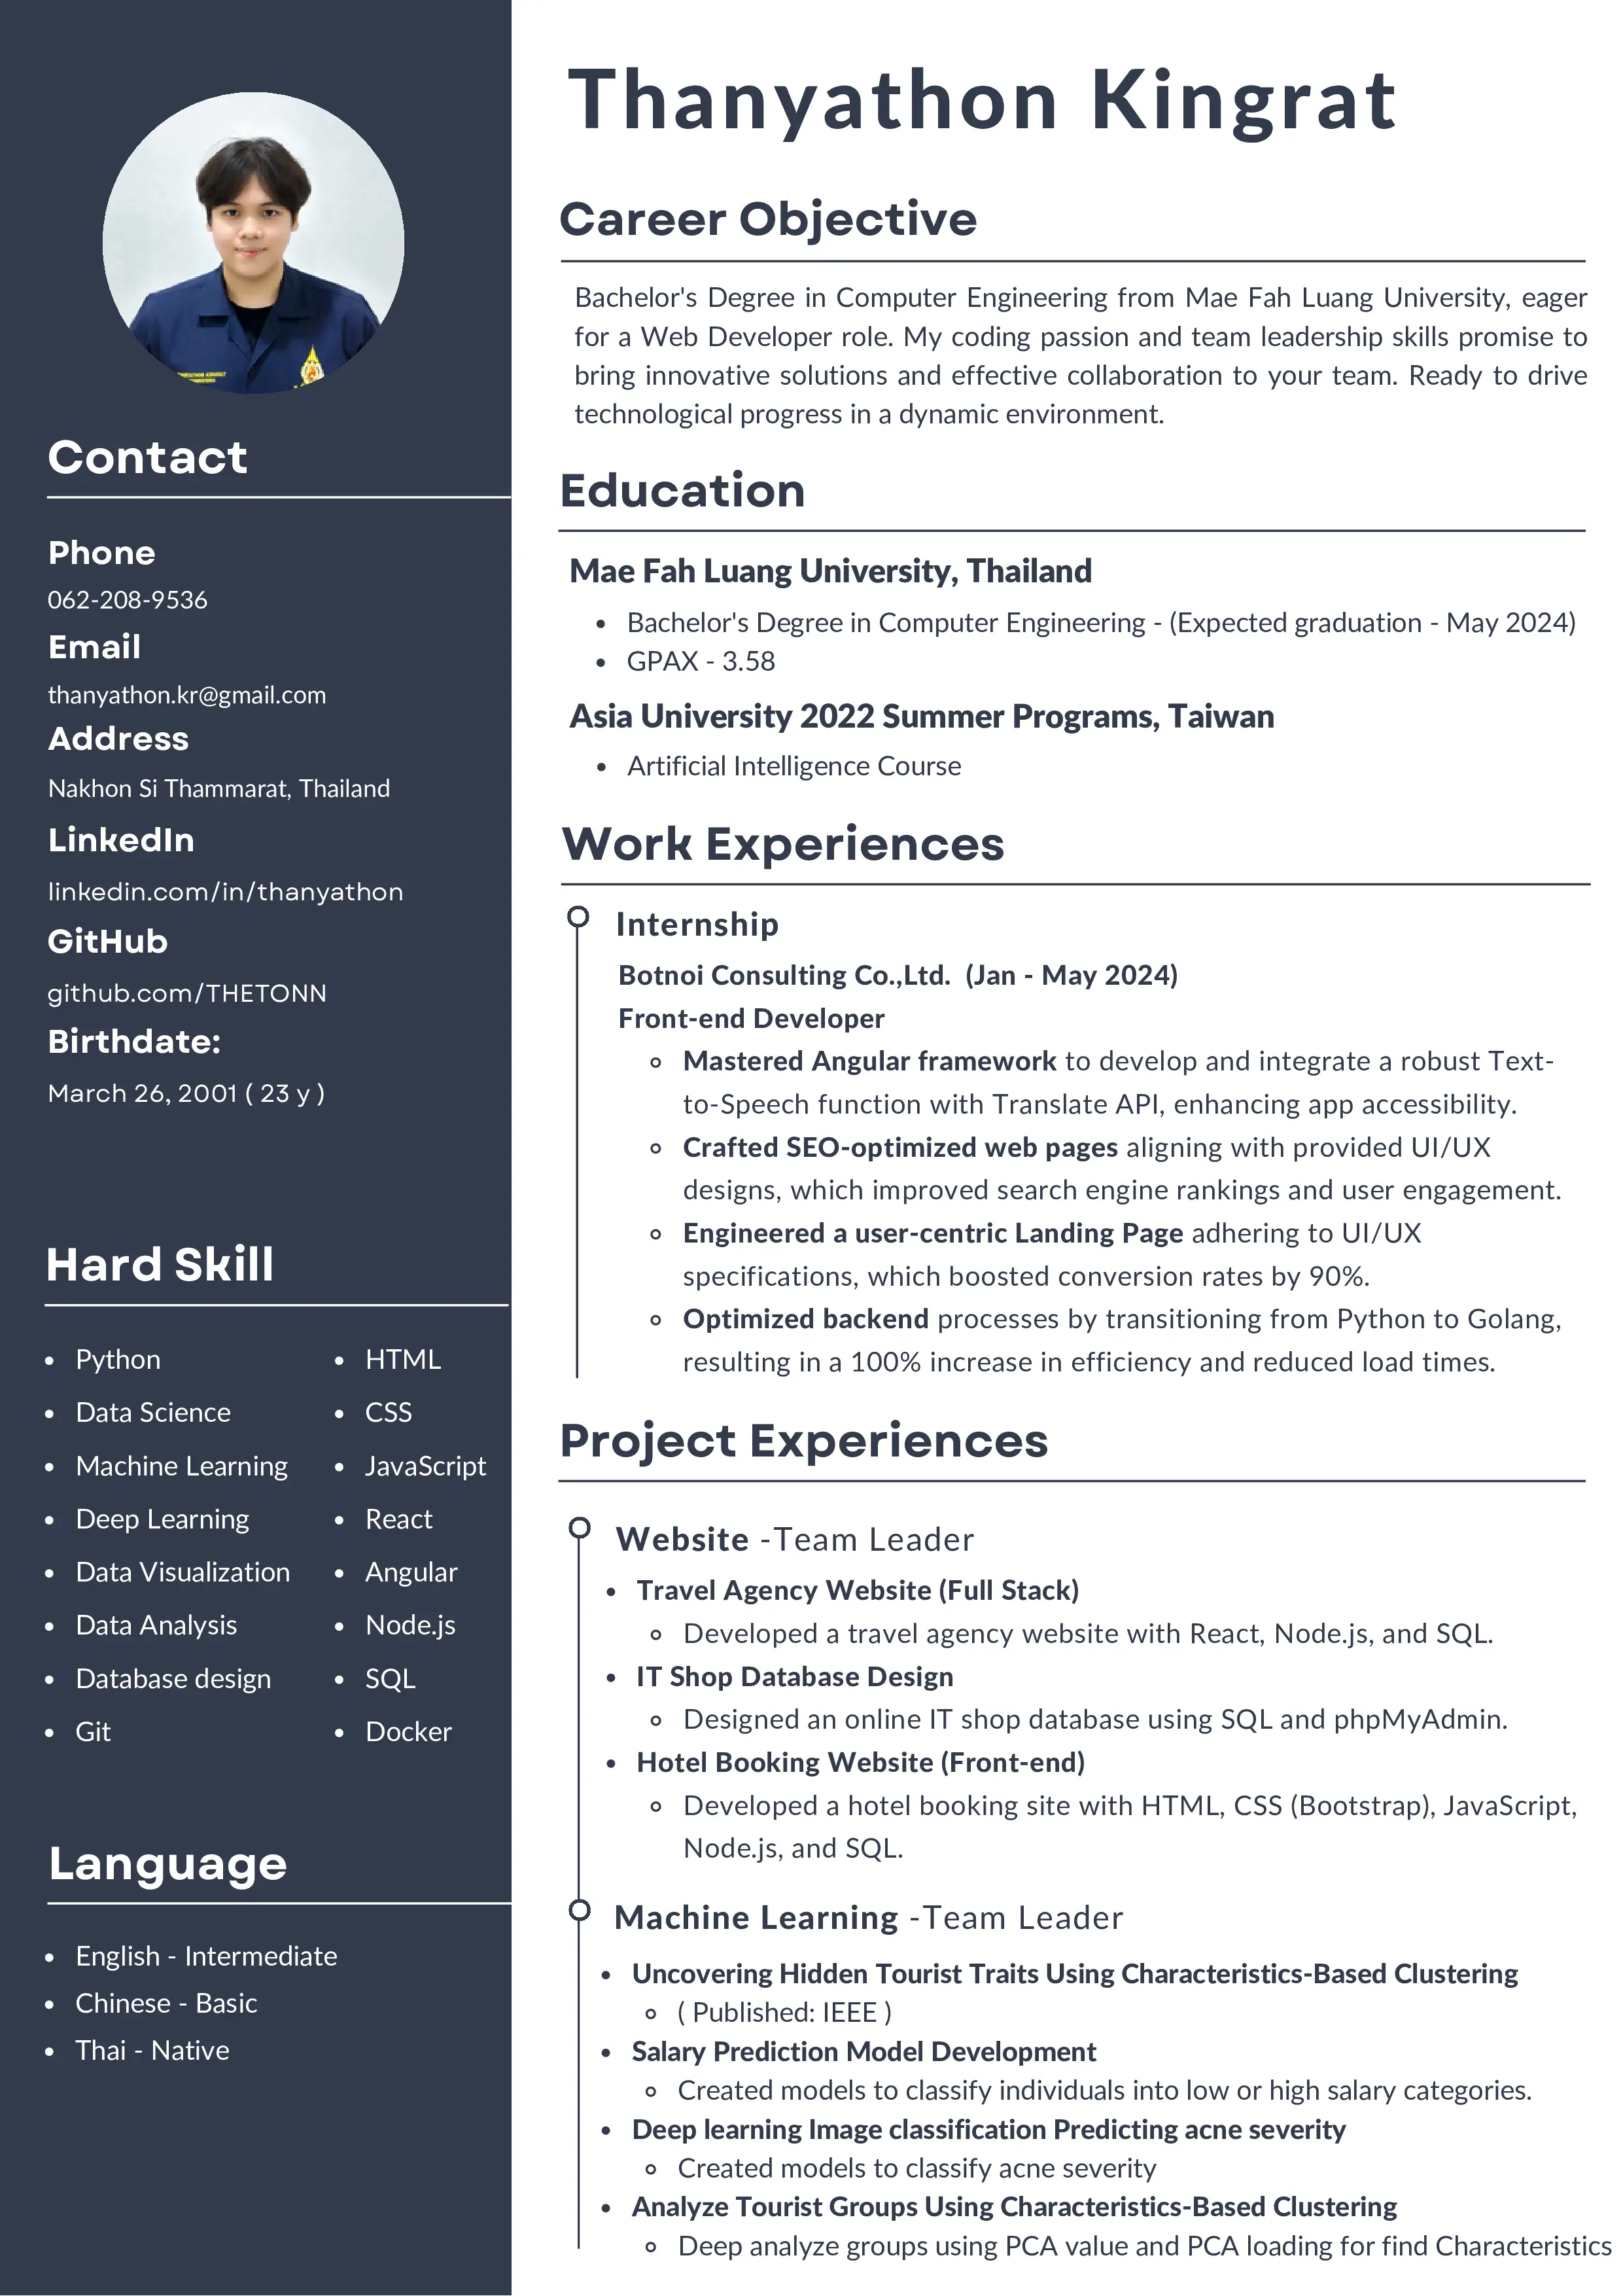 Thanyathon Kingrat
Career Objective
Bachelor's Degree in Computer Engineering from Mae Fah Luang University, eager
for a Web Developer role. My coding passion and team leadership skills promise to
bring innovative solutions and effective collaboration to your team. Ready to drive
technological progress in a dynamic environment.
Education
Mae Fah Luang University, Thailand
• Bachelor's Degree in Computer Engineering - (Expected graduation - May 2024)
• GPAX - 3.58
Asia University 2022 Summer Programs, Taiwan
• Artificial Intelligence Course
Work Experiences
Internship
Botnoi Consulting Co.,Ltd. (Jan - May 2024)
Front-end Developer
◦ Mastered Angular framework to develop and integrate a robust Text-
to-Speech function with Translate API, enhancing app accessibility.
◦ Crafted SEO-optimized web pages aligning with provided UI/UX
designs, which improved search engine rankings and user engagement.
◦ Engineered a user-centric Landing Page adhering to UI/UX
specifications, which boosted conversion rates by 90%.
◦ Optimized backend processes by transitioning from Python to Golang,
resulting in a 100% increase in efficiency and reduced load times.
Project Experiences
Website -Team Leader
• Travel Agency Website (Full Stack)
◦ Developed a travel agency website with React, Node.js, and SQL.
• IT Shop Database Design
◦ Designed an online IT shop database using SQL and phpMyAdmin.
• Hotel Booking Website (Front-end)
◦ Developed a hotel booking site with HTML, CSS (Bootstrap), JavaScript,
Node.js, and SQL.
Machine Learning -Team Leader
• Uncovering Hidden Tourist Traits Using Characteristics-Based Clustering
◦ ( Published: IEEE )
• Salary Prediction Model Development
◦ Created models to classify individuals into low or high salary categories.
• Deep learning Image classification Predicting acne severity
◦ Created models to classify acne severity
• Analyze Tourist Groups Using Characteristics-Based Clustering
◦ Deep analyze groups using PCA value and PCA loading for find Characteristics
Contact
Phone
062-208-9536
Email
thanyathon.kr@gmail.com
Address
Nakhon Si Thammarat, Thailand
LinkedIn
linkedin.com/in/thanyathon
GitHub
github.com/THETONN
Birthdate:
March 26, 2001 ( 23 y )
Hard Skill
• Python
• Data Science
• Machine Learning
• Deep Learning
• Data Visualization
• Data Analysis
• Database design
• Git
• HTML
• CSS
• JavaScript
• React
• Angular
• Node.js
• SQL
• Docker
Language
• English - Intermediate
• Chinese - Basic
• Thai - Native